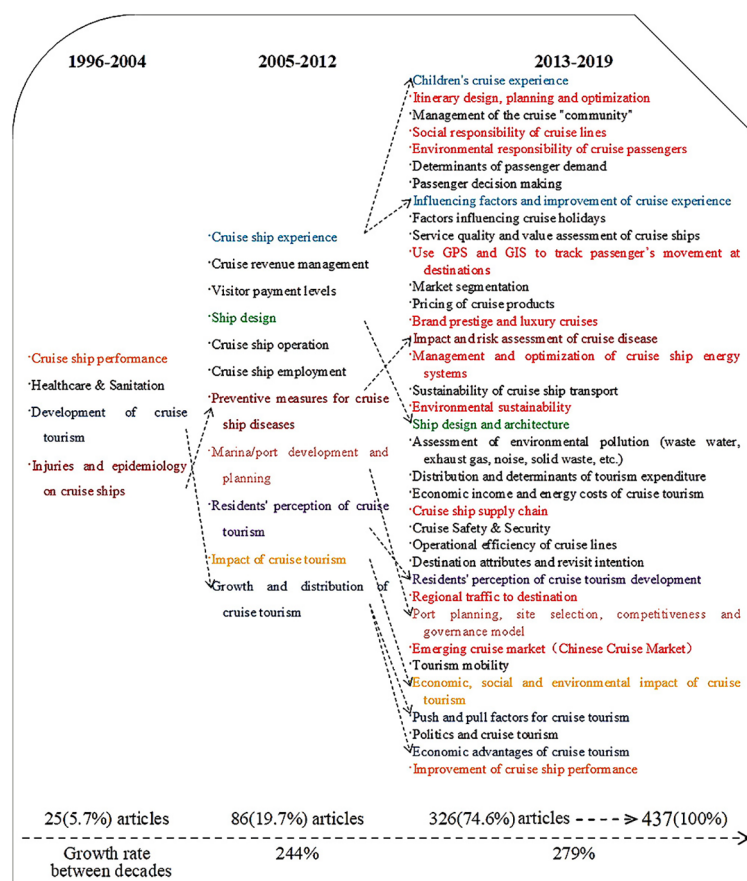 1996-2004
2005-2012
2013-2019
·Cruise ship performance
·Healthcare & Sanitation
·Development of cruise
tourism
·Injuries and epidemiology
on cruise ships
·Cruise ship experience
·Cruise revenue management
·Visitor payment levels
·Ship design
·Cruise ship operation
·Cruise ship employment
·Preventive measures for cruise
ship diseases
·Marina/port development and
planning
·Residents' perception of cruise
tourism
·Impact of cruise tourism
·Growth and distribution of
cruise tourism
·Children's cruise experience
·Itinerary design, planning and optimization
·Management of the cruise "community"
·Social responsibility of cruise lines
·Environmental responsibility of cruise passengers
·Determinants of passenger demand
·Passenger decision making
·Influencing factors and improvement of cruise experience
·Factors influencing cruise holidays
·Service quality and value assessment of cruise ships
·Use GPS and GIS to track passenger's movement at
destinations
·Market segmentation
·Pricing of cruise products
·Brand prestige and luxury cruises
·Impact and risk assessment of cruise disease
·Management and optimization of cruise ship energy
systems
·Sustainability of cruise ship transport
·Environmental sustainability
·Ship design and architecture
·Assessment of environmental pollution (waste water,
exhaust gas, noise, solid waste, etc.)
·Distribution and determinants of tourism expenditure
·Economic income and energy costs of cruise tourism
·Cruise ship supply chain
·Cruise Safety & Security
·Operational efficiency of cruise lines
·Destination attributes and revisit intention
·Residents' perception of cruise tourism development
·Regional traffic to destination
·Port planning, site selection, competitiveness and
governance model
·Emerging cruise market（Chinese Cruise Market）
·Tourism mobility
·Economic, social and environmental impact of cruise
tourism
·Push and pull factors for cruise tourism
·Politics and cruise tourism
·Economic advantages of cruise tourism
·Improvement of cruise ship performance
25(5.7%) articles
86(19.7%) articles
326(74.6%) articles
437(100%)
Growth rate
between decades
244%
279%